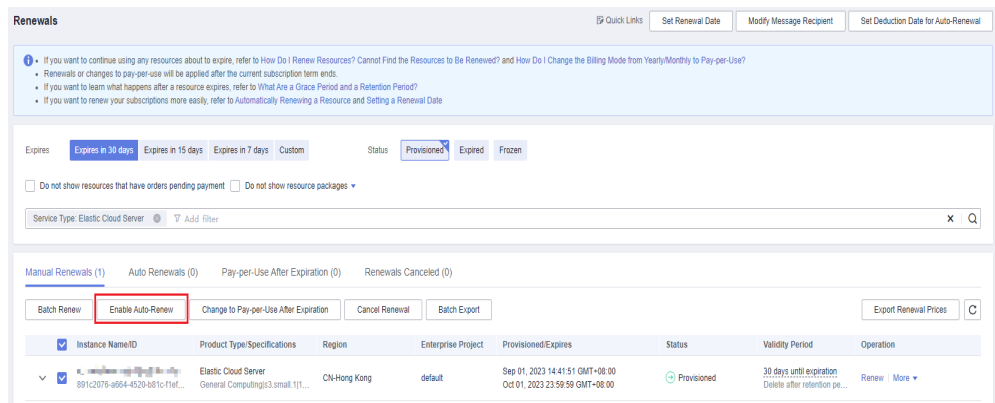 Renewals
Quick Links Set Renewal Date Modify Message Recipient Set Deduction Date for Auto-Renewal
If you want to continue using any resources about to expire, refer to How Do I Renew Resources? Cannot Find the Resources to Be Renewed? and How Do I Change the Billing Mode from Yearly/Monthly to Pay-per-Use?
Renewals or changes to pay-per-use will be applied after the current subscription term ends.
If you want to learn what happens after a resource expires, refer to What Are a Grace Period and a Retention Period?
If you want to renew your subscriptions more easily, refer to Automatically Renewing a Resource and Setting a Renewal Date
Expires Expires in 30 days Expires in 15 days Expires in 7 days Custom Status Provisioned Expired Frozen
Do not show resources that have orders pending payment Do not show resource packages
Service Type: Elastic Cloud Server Add filter
Manual Renewals (1) Auto Renewals (0) Pay-per-Use After Expiration (0) Renewals Canceled (0)
Batch Renew Enable Auto-Renew Change to Pay-per-Use After Expiration Cancel Renewal Batch Export Export Renewal Prices
Instance Name/ID Product Type/Specifications Region Enterprise Project Provisioned/Expires Status Validity Period Operation
Elastic Cloud Server CN-Hong Kong default Sep 01, 2023 14:41:51 GMT+08:00 Provisioned 30 days until expiration Renew More
891c2076-a664-4520-b81c-f1ef... General Computing|s3.small.1|1... Oct 01, 2023 23:59:59 GMT+08:00 Delete after retention pe...